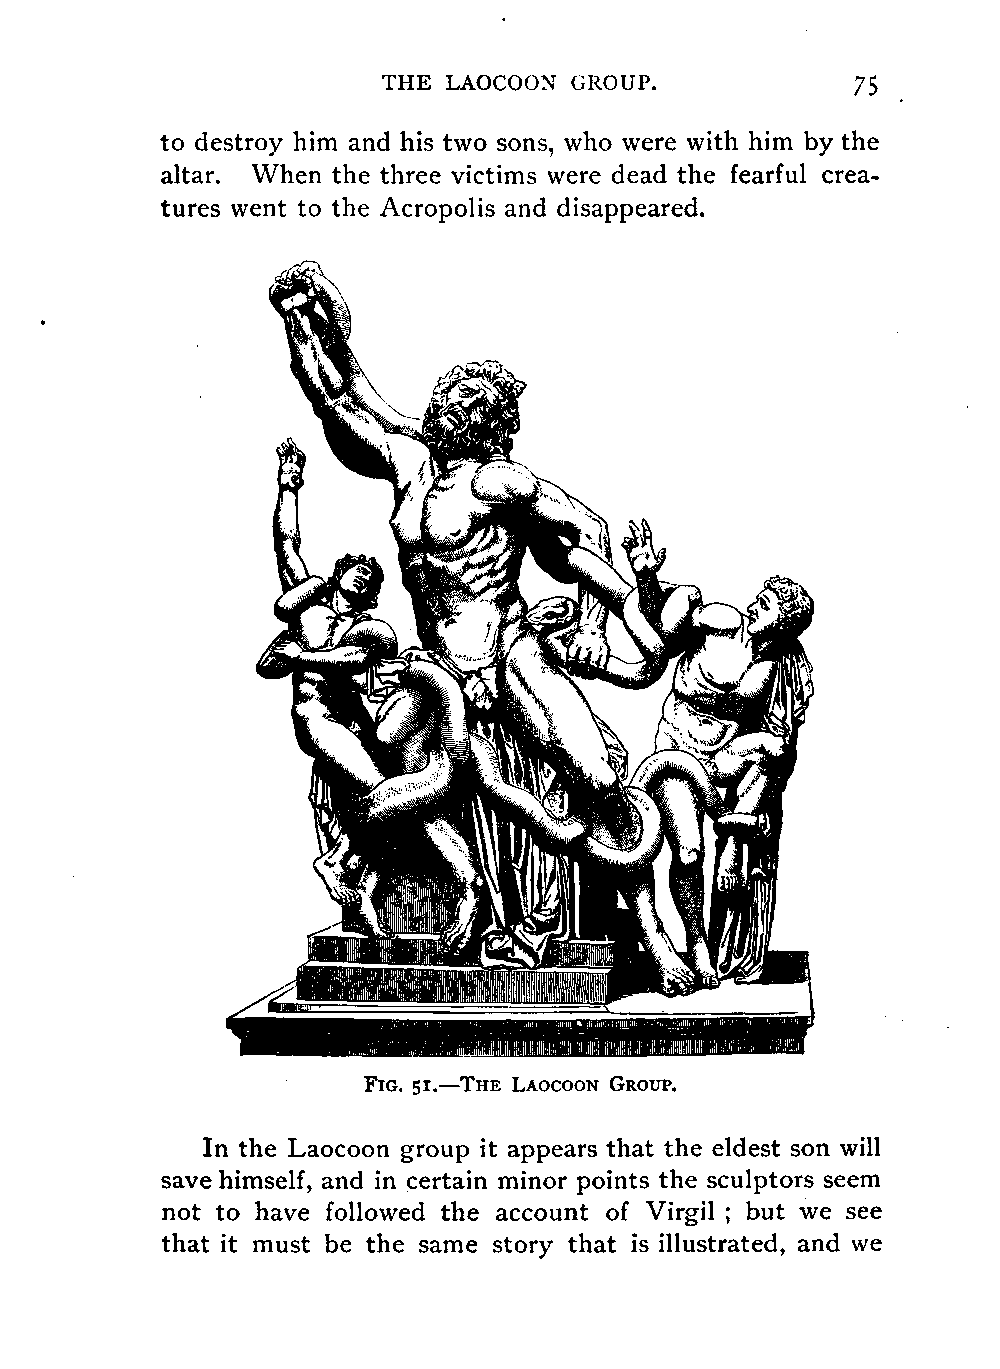 THE LAOCOON GROUP. 75
to destroy him and his two sons, who were with him by the
altar. When the three victims were dead the fearful crea-
tures went to the Acropolis and disappeared.
FIG. 51.—THE LAOCOON GROUP.
In the Laocoon group it appears that the eldest son will
save himself, and in certain minor points the sculptors seem
not to have followed the account of Virgil ; but we see
that it must be the same story that is illustrated, and we